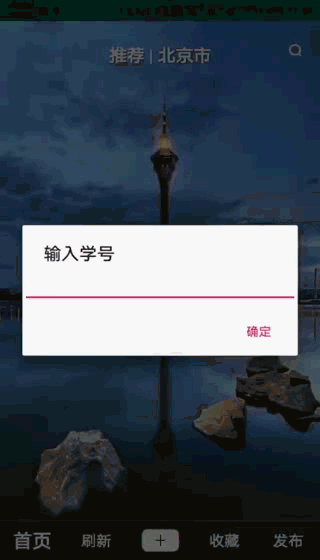 推荐 | 北京市
输入学号
确定
首页 刷新 + 收藏 发布